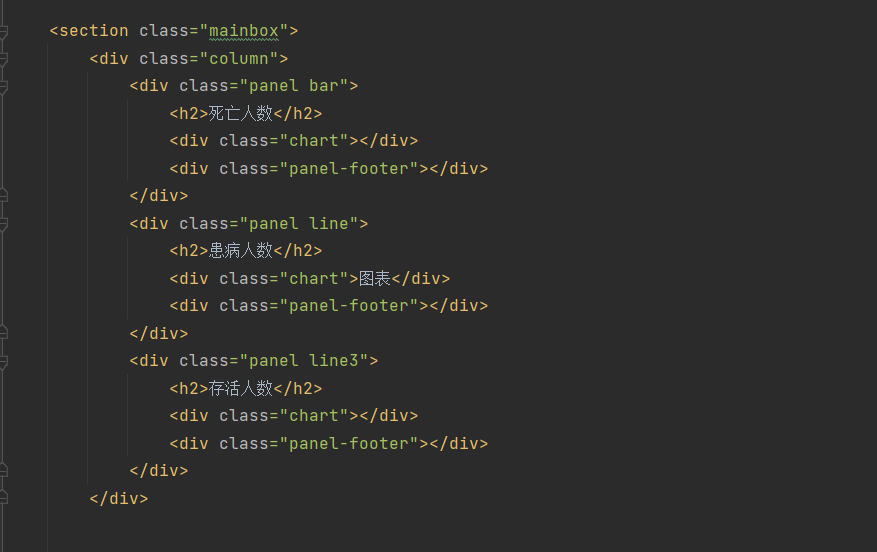 <section class="mainbox">
<div class="column">
<div class="panel bar">
<h2>死亡人数</h2>
<div class="chart"></div>
<div class="panel-footer"></div>
</div>
<div class="panel line">
<h2>患病人数</h2>
<div class="chart">图表</div>
<div class="panel-footer"></div>
</div>
<div class="panel line3">
<h2>存活人数</h2>
<div class="chart"></div>
<div class="panel-footer"></div>
</div>
</div>